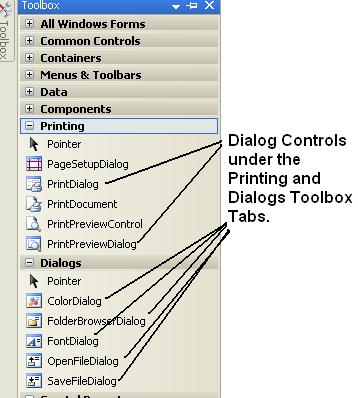 Toolbox
Toolbox
All Windows Forms
Common Controls
Containers
Menus & Toolbars
Data
Components
Printing
Pointer
PageSetupDialog
PrintDialog
PrintDocument
PrintPreviewControl
PrintPreviewDialog
Dialogs
Pointer
ColorDialog
FolderBrowserDialog
FontDialog
OpenFileDialog
SaveFileDialog
Dialog Controls
under the
Printing and
Dialogs Toolbox
Tabs.